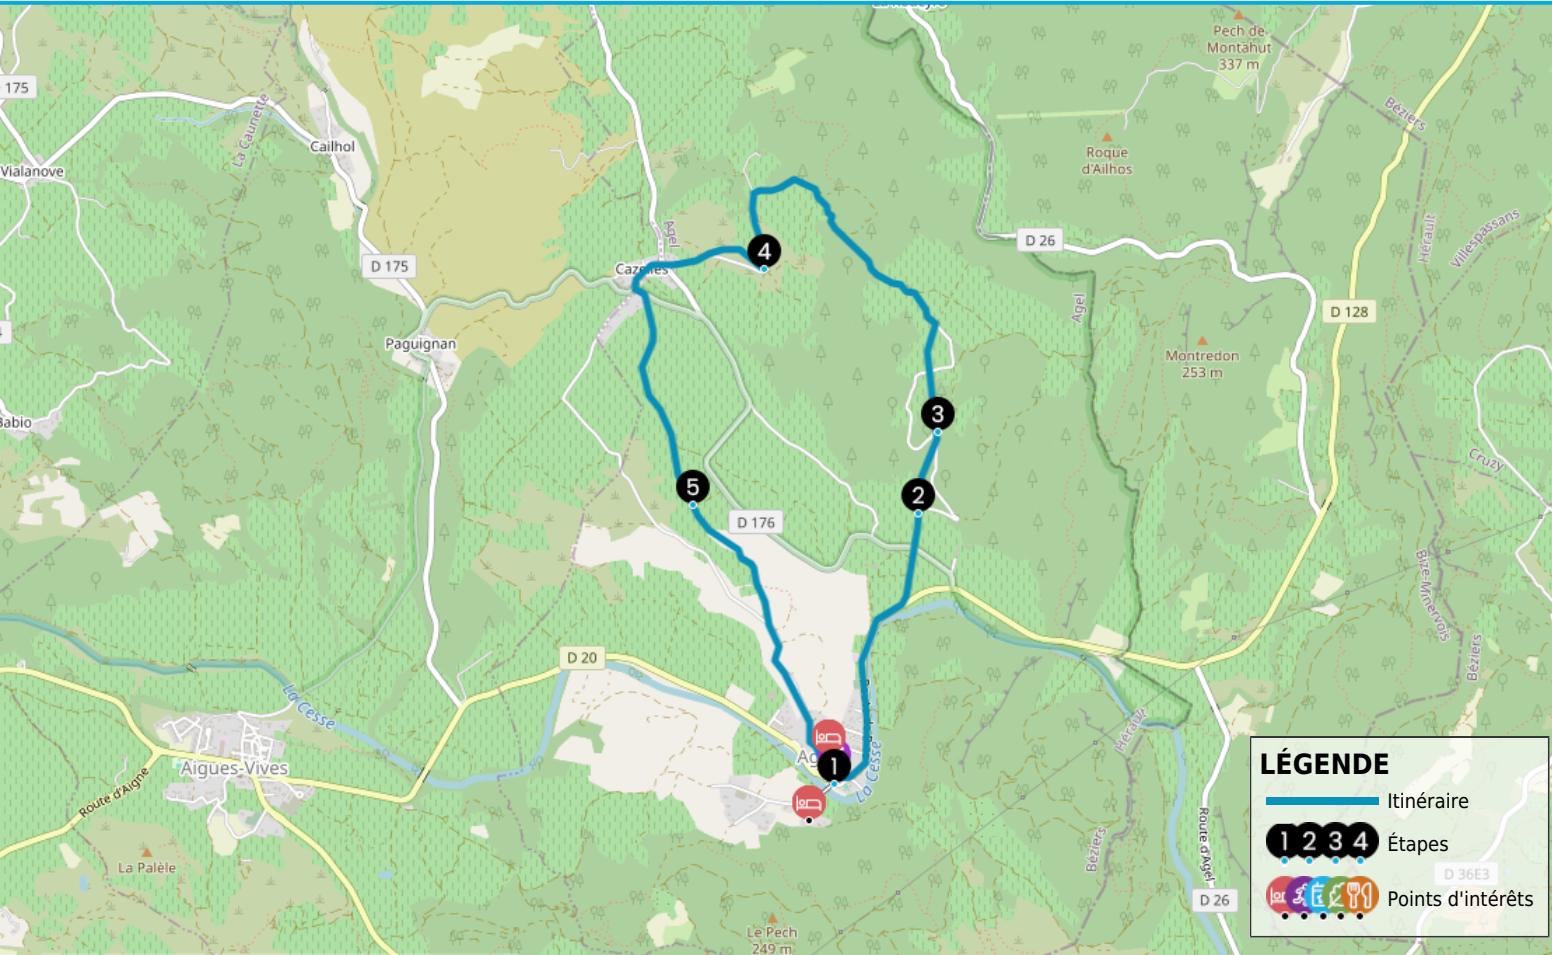 Pech de
Montahut
337 m
175
Béziers
La Caunette
Cailhol
Roque
d'Ailhos
Vialanove
Hérault
Villespassans
Agel
D 26
4
D 175
Cazelles
Agel
D 128
Paguignan
Montredon
253 m
3
Babio
Cruzy
5
2
D 176
Bize-Minervois
D 20
Béziers
La Cesse
Hérault
Ag
1
La Cesse
Aigues-Vives
Route d'Aigne
Béziers
Route d'Agel
La Palèle
D 26
Le Pech
249 m
LÉGENDE
Itinéraire
1 2 3 4 Étapes
D 36E3
Points d'intérêts